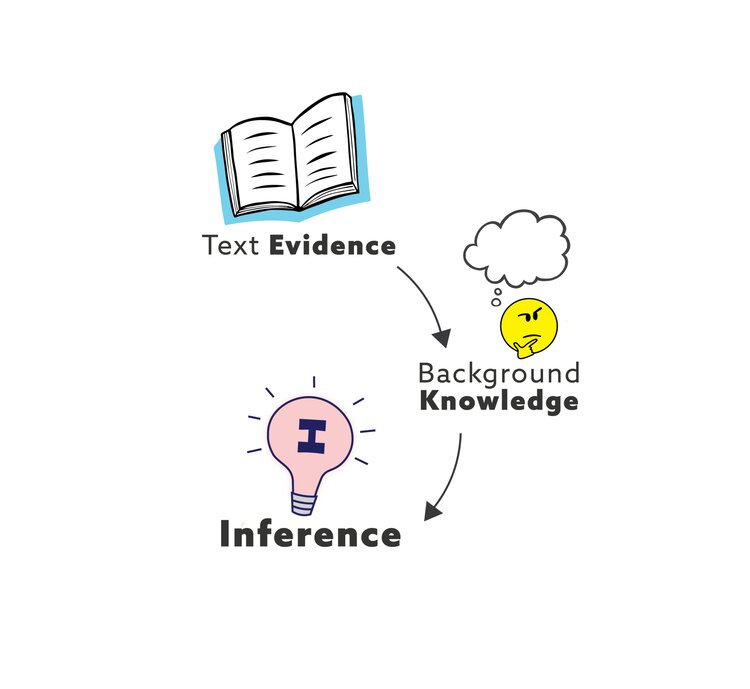 Text Evidence
Background
Knowledge
I
Inference